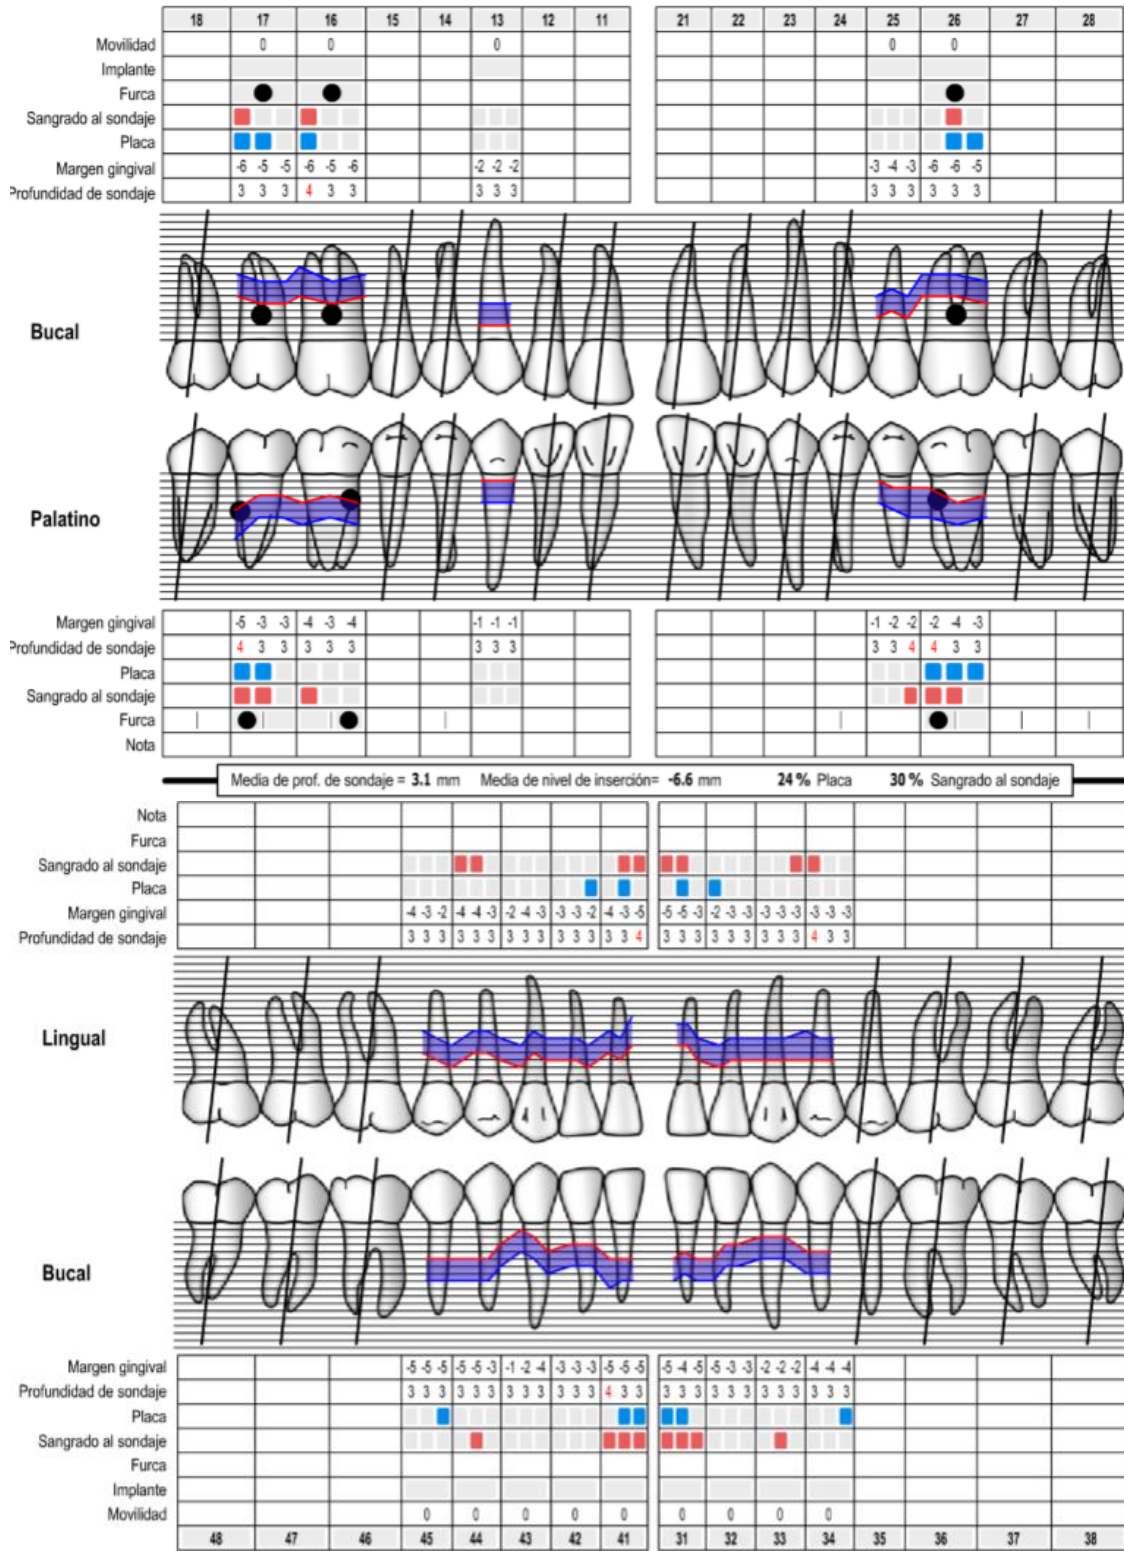 18 17 16 15 14 13 12 11 21 22 23 24 25 26 27 28
Movilidad 0 0 0 0 0
Implante
Furca
Sangrado al sondaje
Placa
Margen gingival -6 -5 -5 -6 -5 -6 -2 -2 -2 -3 -4 -3 -6 -6 -5
Profundidad de sondaje 3 3 3 4 3 3 3 3 3 3 3 3 3 3 3
Bucal
Palatino
Margen gingival -5 -3 -3 -4 -3 -4 -1 -1 -1 -1 -2 -2 -2 -4 -3
Profundidad de sondaje 4 3 3 3 3 3 3 3 3 3 3 4 4 3 3
Placa
Sangrado al sondaje
Furca
Nota
Media de prof. de sondaje = 3.1 mm Media de nivel de inserción= -6.6 mm 24 % Placa 30 % Sangrado al sondaje
Nota
Furca
Sangrado al sondaje
Placa
Margen gingival -4 -3 -2 -4 -4 -3 -2 -4 -3 -3 -3 -2 -4 -3 -5 -5 -5 -3 -2 -3 -3 -3 -3 -3 -3 -3 -3
Profundidad de sondaje 3 3 3 3 3 3 3 3 3 3 3 3 3 3 4 3 3 3 3 3 3 3 3 3 4 3 3
Lingual
Bucal
Margen gingival -5 -5 -5 -5 -5 -3 -1 -2 -4 -3 -3 -3 -5 -5 -5 -5 -4 -5 -5 -3 -3 -2 -2 -2 -4 -4 -4
Profundidad de sondaje 3 3 3 3 3 3 3 3 3 3 3 3 4 3 3 3 3 3 3 3 3 3 3 3 3 3 3
Placa
Sangrado al sondaje
Furca
Implante
Movilidad 0 0 0 0 0 0 0 0 0
48 47 46 45 44 43 42 41 31 32 33 34 35 36 37 38